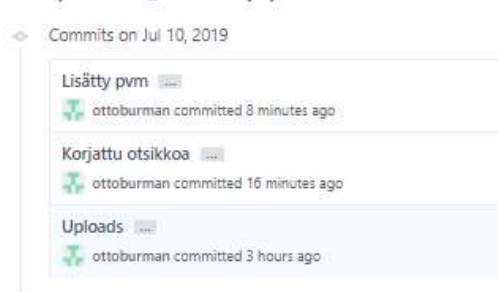 Commits on Jul 10, 2019
Lisätty pvm ...
ottoburman committed 8 minutes ago
Korjattu otsikkoa ...
ottoburman committed 16 minutes ago
Uploads ...
ottoburman committed 3 hours ago